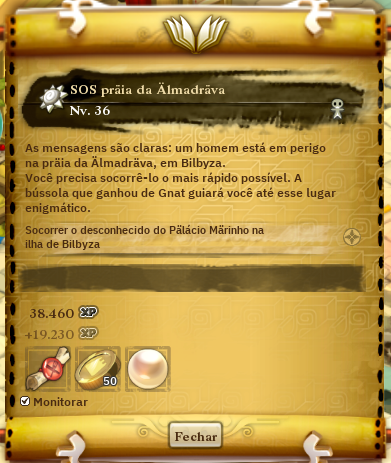 SOS präia da Älmadräva
Nv. 36
As mensagens são claras: um homem está em perigo
na präia da Älmadräva, em Bilbyza.
Você precisa socorrê-lo o mais rápido possível. A
bússola que ganhou de Gnat guiará você até esse lugar
enigmático.
Socorrer o desconhecido do Pälácio Märinho na
ilha de Bilbyza
38.460 XP
+19.230 XP
50
Monitorar
Fechar